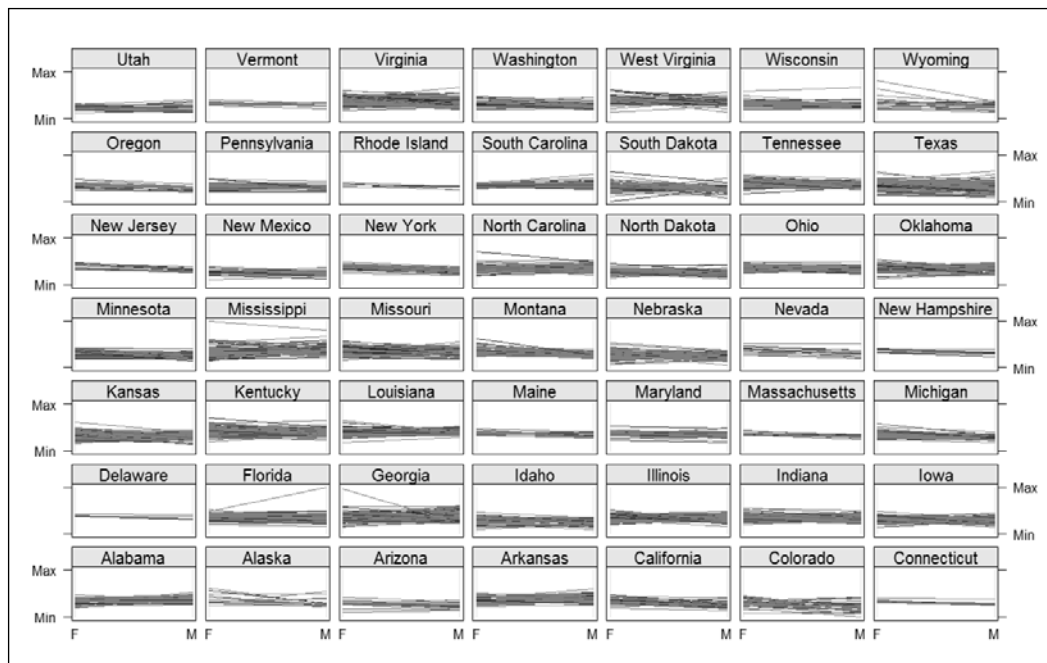 Utah Vermont Virginia Washington West Virginia Wisconsin Wyoming
Max
Min
Oregon Pennsylvania Rhode Island South Carolina South Dakota Tennessee Texas
Max
Min
New Jersey New Mexico New York North Carolina North Dakota Ohio Oklahoma
Max
Min
Minnesota Mississippi Missouri Montana Nebraska Nevada New Hampshire
Max
Min
Kansas Kentucky Louisiana Maine Maryland Massachusetts Michigan
Max
Min
Delaware Florida Georgia Idaho Illinois Indiana Iowa
Max
Min
Alabama Alaska Arizona Arkansas California Colorado Connecticut
Max
Min
F M F M F M F M F M F M F M